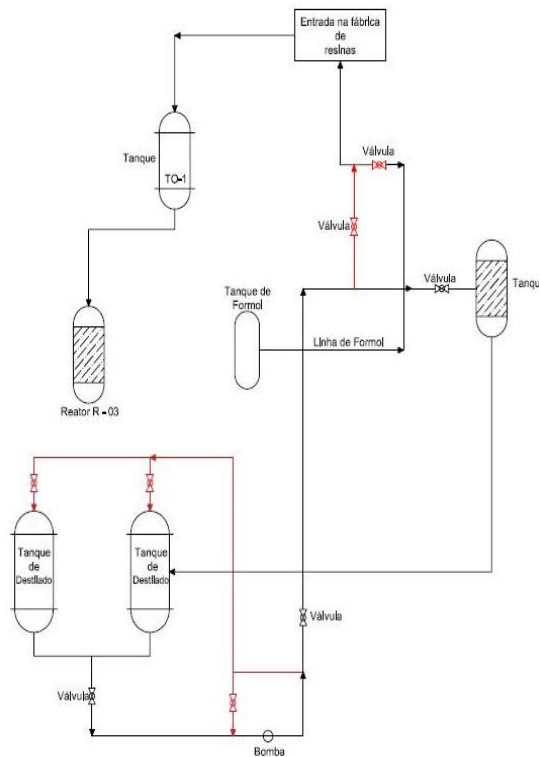 Entrada na fábrica
de
resinas
Válvula
Tanque
TO-1
Válvula
Válvula
Tanqu
Tanque de
Formol
Linha de Formol
Reator R - 03
Tanque
de
Destilado
Tanque
de
Destilado
Válvula
Válvula
Bomba